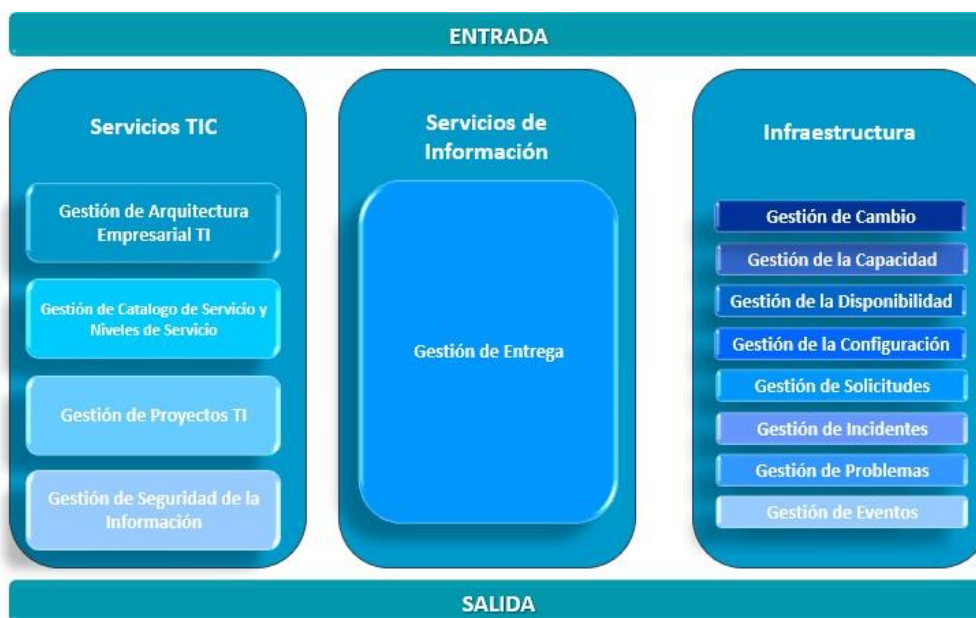 ENTRADA
Servicios TIC
Gestión de Arquitectura
Empresarial TI
Gestión de Catalogo de Servicio y
Niveles de Servicio
Gestión de Proyectos TI
Gestión de Seguridad de la
Información
Servicios de
Información
Gestión de Entrega
Infraestructura
Gestión de Cambio
Gestión de la Capacidad
Gestión de la Disponibilidad
Gestión de la Configuración
Gestión de Solicitudes
Gestión de Incidentes
Gestión de Problemas
Gestión de Eventos
SALIDA